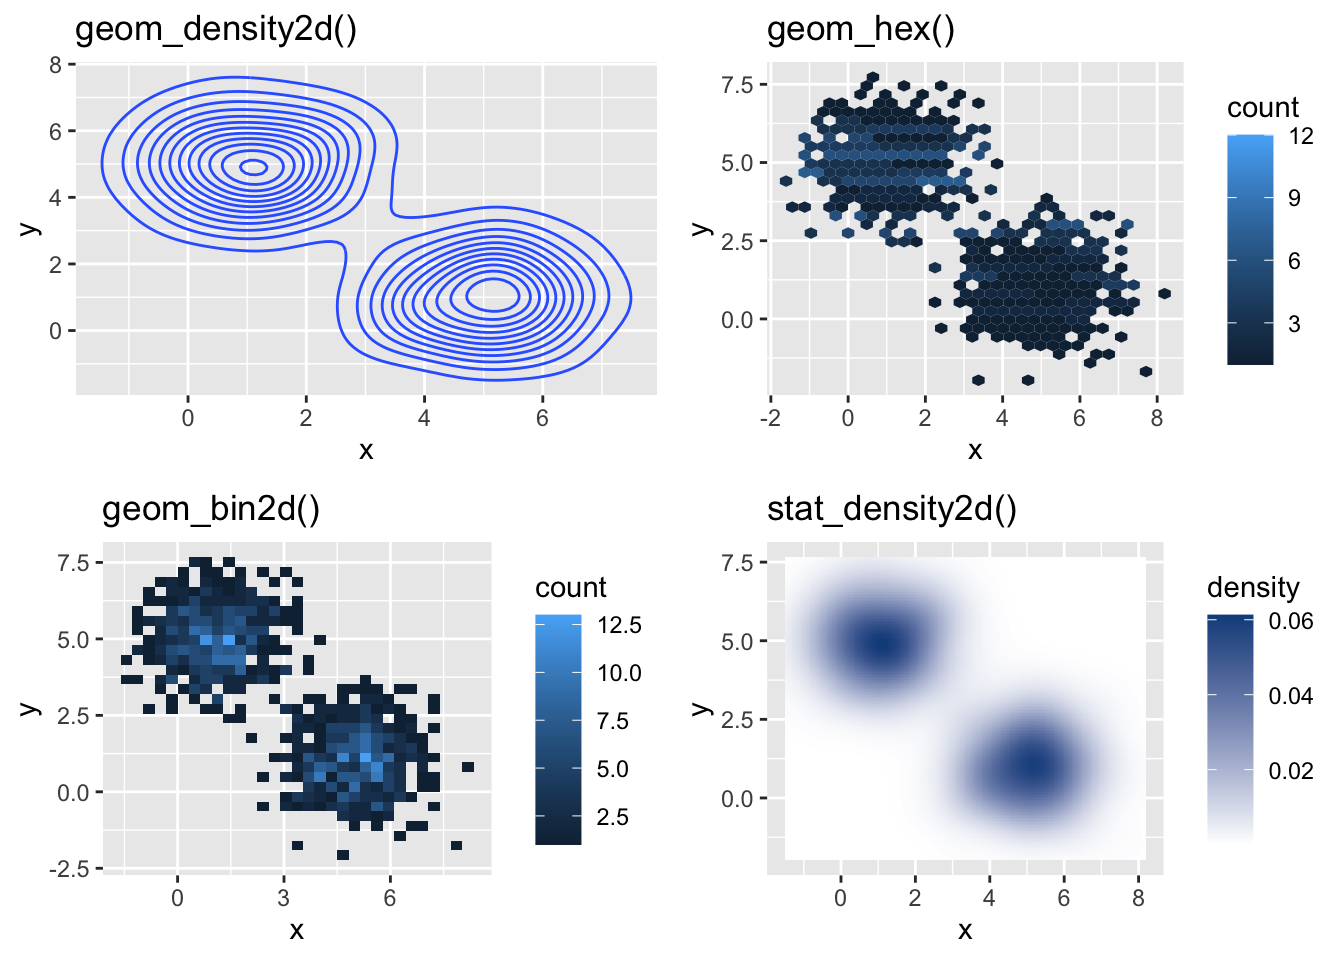 geom_density2d()
8
6
4
2
0
y
0 2 4 6
x
geom_hex()
7.5
5.0
2.5
0.0
y
-2 0 2 4 6 8
x
count
12
9
6
3
geom_bin2d()
7.5
5.0
2.5
0.0
-2.5
y
0 3 6
x
count
12.5
10.0
7.5
5.0
2.5
stat_density2d()
7.5
5.0
2.5
0.0
y
0 2 4 6 8
x
density
0.06
0.04
0.02